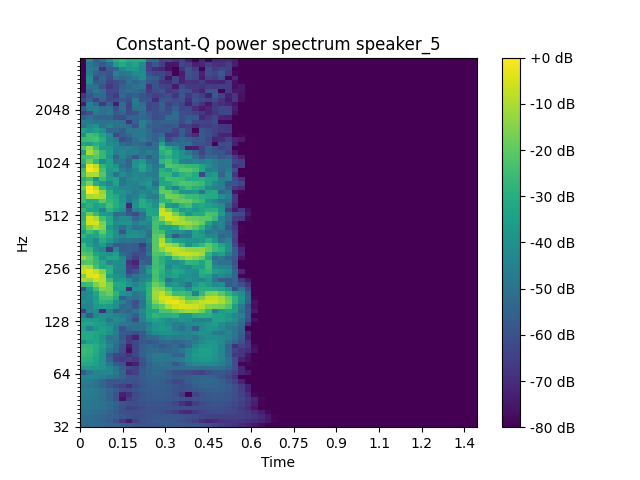 Constant-Q power spectrum speaker_5
Hz
2048
1024
512
256
128
64
32
0 0.15 0.3 0.45 0.6 0.75 0.9 1.1 1.2 1.4
Time
+0 dB
-10 dB
-20 dB
-30 dB
-40 dB
-50 dB
-60 dB
-70 dB
-80 dB